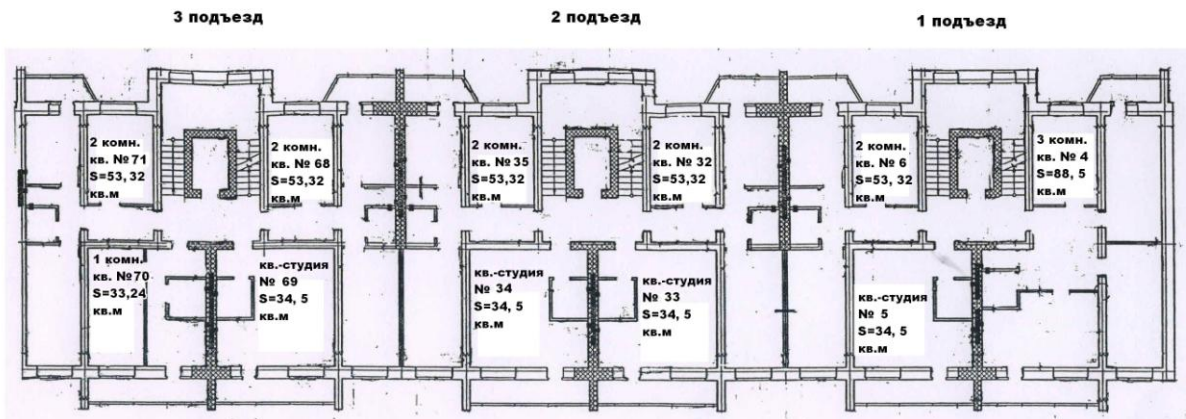 3 подъезд
2 подъезд
1 подъезд
2 комн.
кв. № 71
S=53, 32
кв.м
2 комн.
кв. № 68
S=53,32
кв.м
2 комн.
кв. № 35
S=53,32
кв.м
2 комн.
кв. № 32
S=53,32
кв.м
2 комн.
кв. № 6
S=53, 32
кв.м
3 комн.
кв. № 4
S=88, 5
кв.м
1 комн.
кв. №70
S=33,24
кв.м
кв.-студия
№ 69
S=34, 5
кв.м
кв.-студия
№ 34
S=34, 5
кв.м
кв.-студия
№ 33
S=34, 5
кв.м
кв.-студия
№ 5
S=34, 5
кв.м